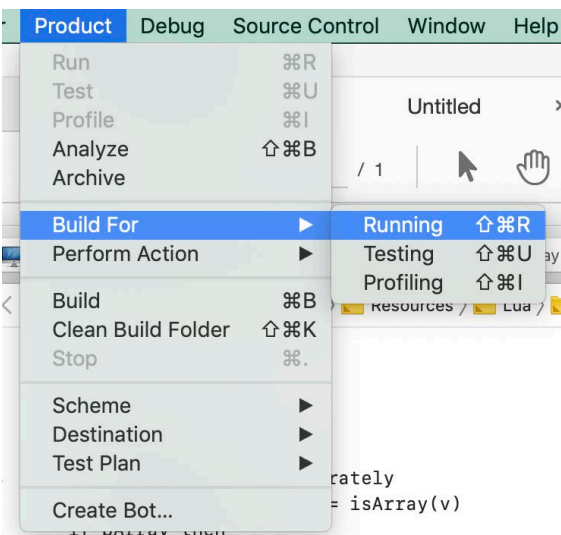 Product Debug Source Control Window Help
Run ⌘R
Test ⌘U
Profile ⌘I
Analyze ⇧⌘B
Archive
Untitled
/ 1
Build For ▶
Running ⇧⌘R
Perform Action ▶
Testing ⇧⌘U
Profiling ⇧⌘I
Build ⌘B
Resources Lua
Clean Build Folder ⇧⌘K
Stop ⌘.
Scheme ▶
Destination ▶
Test Plan ▶
= isArray(v)
Create Bot...